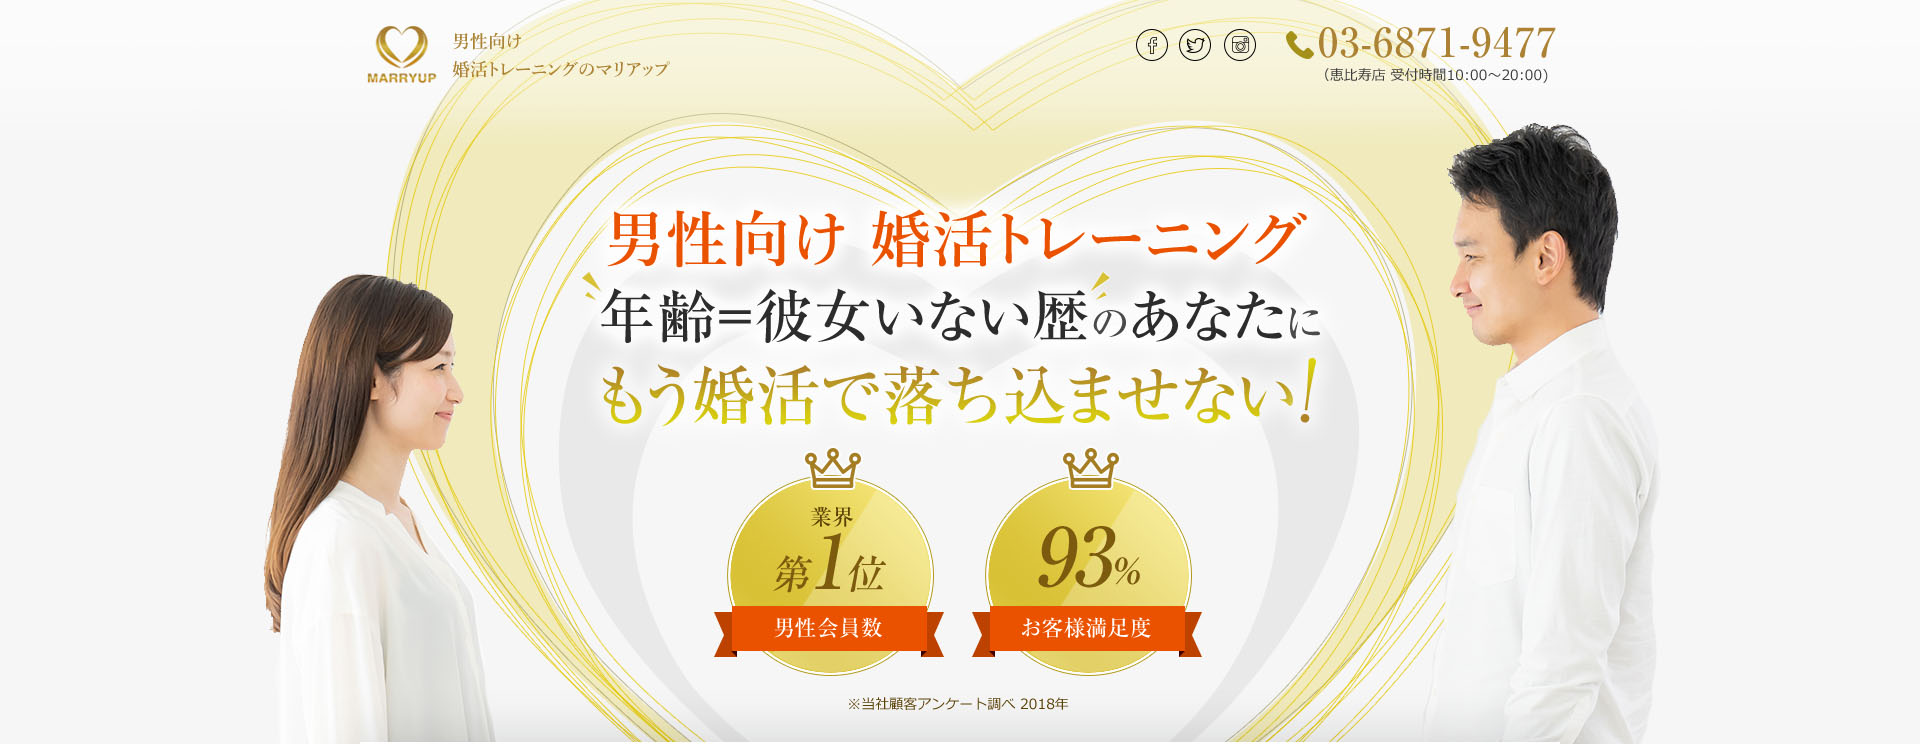 MARRYUP
男性向け
婚活トレーニングのマリアップ
03-6871-9477
（恵比寿店 受付時間10:00～20:00）
男性向け 婚活トレーニング
年齢=彼女いない歴のあなたに
もう婚活で落ち込ませない!
業界
第1位
男性会員数
93%
お客様満足度
※当社顧客アンケート調べ 2018年